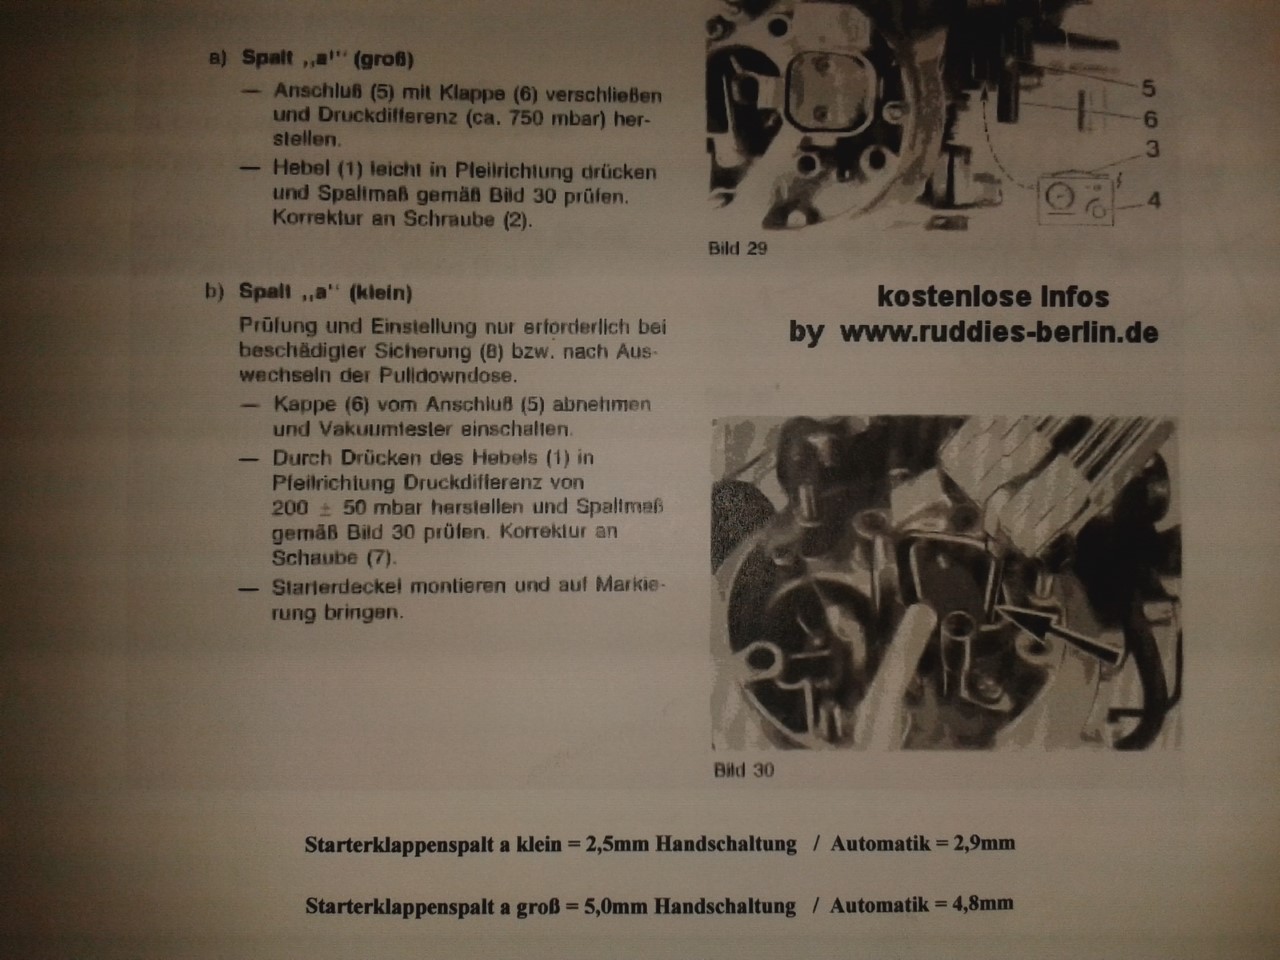 a) Spalt „a'" (groß)
— Anschluß (5) mit Klappe (6) verschließen
und Druckdifferenz (ca. 750 mbar) her-
stellen.
— Hebel (1) leicht in Pfeilrichtung drücken
und Spaltmaß gemäß Bild 30 prüfen.
Korrektur an Schraube (2).
5
6
3
4
Bild 29
b) Spalt „a" (klein)
Prüfung und Einstellung nur erforderlich bei
beschädigter Sicherung (8) bzw. nach Aus-
wechseln der Pulldowndose.
— Kappe (6) vom Anschluß (5) abnehmen
und Vakuumtester einschalten.
— Durch Drücken des Hebels (1) in
Pfeilrichtung Druckdifferenz von
200 ± 50 mbar herstellen und Spaltmaß
gemäß Bild 30 prüfen. Korrektur an
Schaube (7).
— Starterdeckel montieren und auf Markie-
rung bringen.
kostenlose Infos
by www.ruddies-berlin.de
Bild 30
Starterklappenspalt a klein = 2,5mm Handschaltung / Automatik = 2,9mm
Starterklappenspalt a groß = 5,0mm Handschaltung / Automatik = 4,8mm